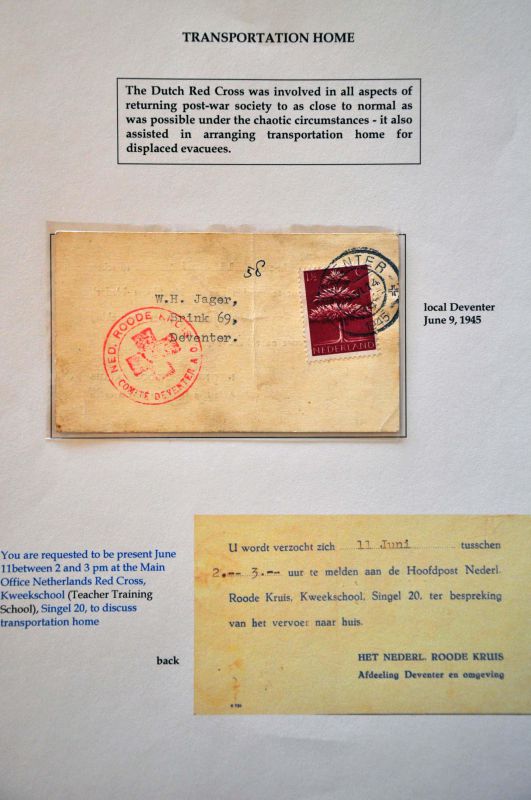 TRANSPORTATION HOME
The Dutch Red Cross was involved in all aspects of
returning post-war society to as close to normal as
was possible under the chaotic circumstances - it also
assisted in arranging transportation home for
displaced evacuees.
58
W.H. Jager,
Brink 69,
Deventer.
NED. ROODE KRUIS
COMITÉ DEVENTER A.O.
DEVENTER
1945
NEDERLAND
local Deventer
June 9, 1945
You are requested to be present June
11between 2 and 3 pm at the Main
Office Netherlands Red Cross,
Kweekschool (Teacher Training
School), Singel 20, to discuss
transportation home
back
U wordt verzocht zich 11 Juni tusschen
2.-- 3.-- uur te melden aan de Hoofdpost Nederl.
Roode Kruis, Kweekschool, Singel 20, ter bespreking
van het vervoer naar huis.
HET NEDERL. ROODE KRUIS
Afdeeling Deventer en omgeving